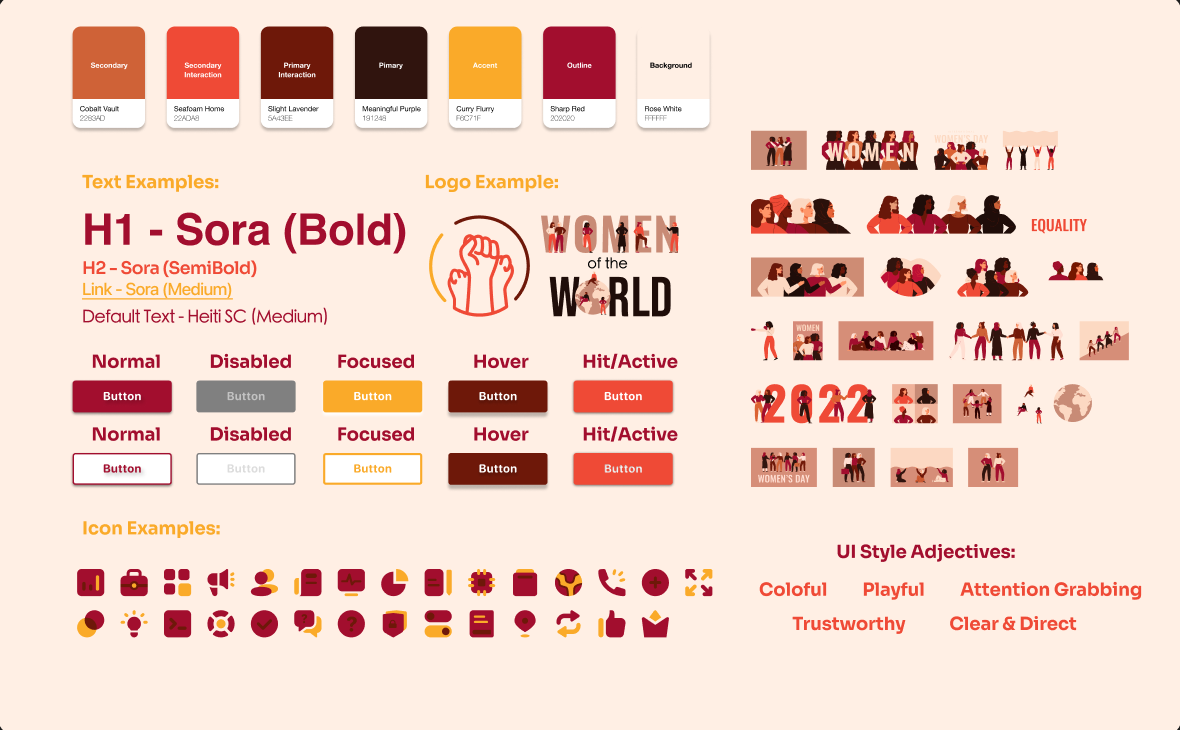 Secondary
Secondary
Interaction
Primary
Interaction
Pimary
Accent
Outline
Background
Cobalt Vault
2263AD
Seafoam Home
22ADA8
Slight Lavender
5A43EE
Meaningful Purple
191248
Curry Flurry
F6C71F
Sharp Red
202020
Rose White
FFFFFF
Text Examples:
Logo Example:
H1 - Sora (Bold)
H2 - Sora (SemiBold)
Link - Sora (Medium)
Default Text - Heiti SC (Medium)
WOMEN
of the
WORLD
Normal Disabled Focused Hover Hit/Active
Button Button Button Button Button
Normal Disabled Focused Hover Hit/Active
Button Button Button Button Button
Icon Examples:
WOMEN
WOMEN'S DAY
EQUALITY
WOMEN
2022
WOMEN'S DAY
UI Style Adjectives:
Coloful Playful Attention Grabbing
Trustworthy Clear & Direct